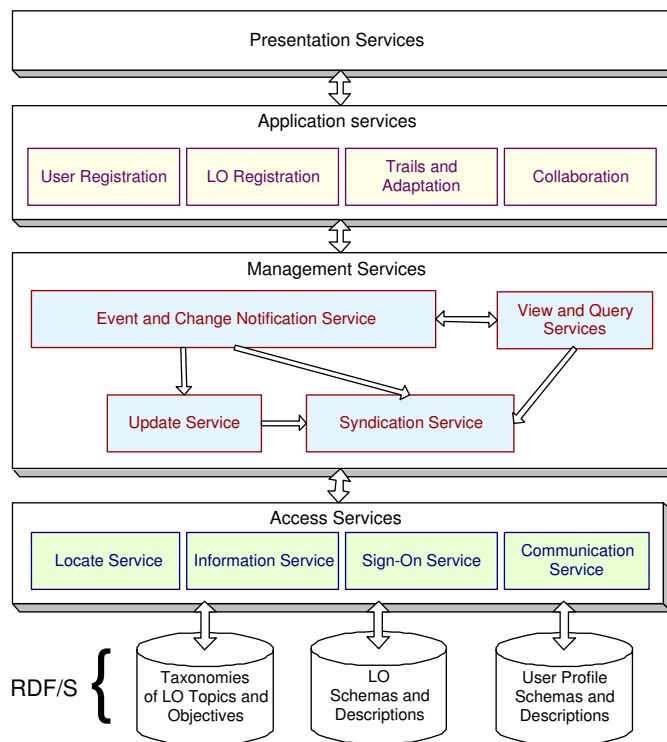 Presentation Services
Application services
User Registration
LO Registration
Trails and
Adaptation
Collaboration
Management Services
Event and Change Notification Service
View and Query
Services
Update Service
Syndication Service
Access Services
Locate Service
Information Service
Sign-On Service
Communication
Service
RDF/S
Taxonomies
of LO Topics and
Objectives
LO
Schemas and
Descriptions
User Profile
Schemas and
Descriptions